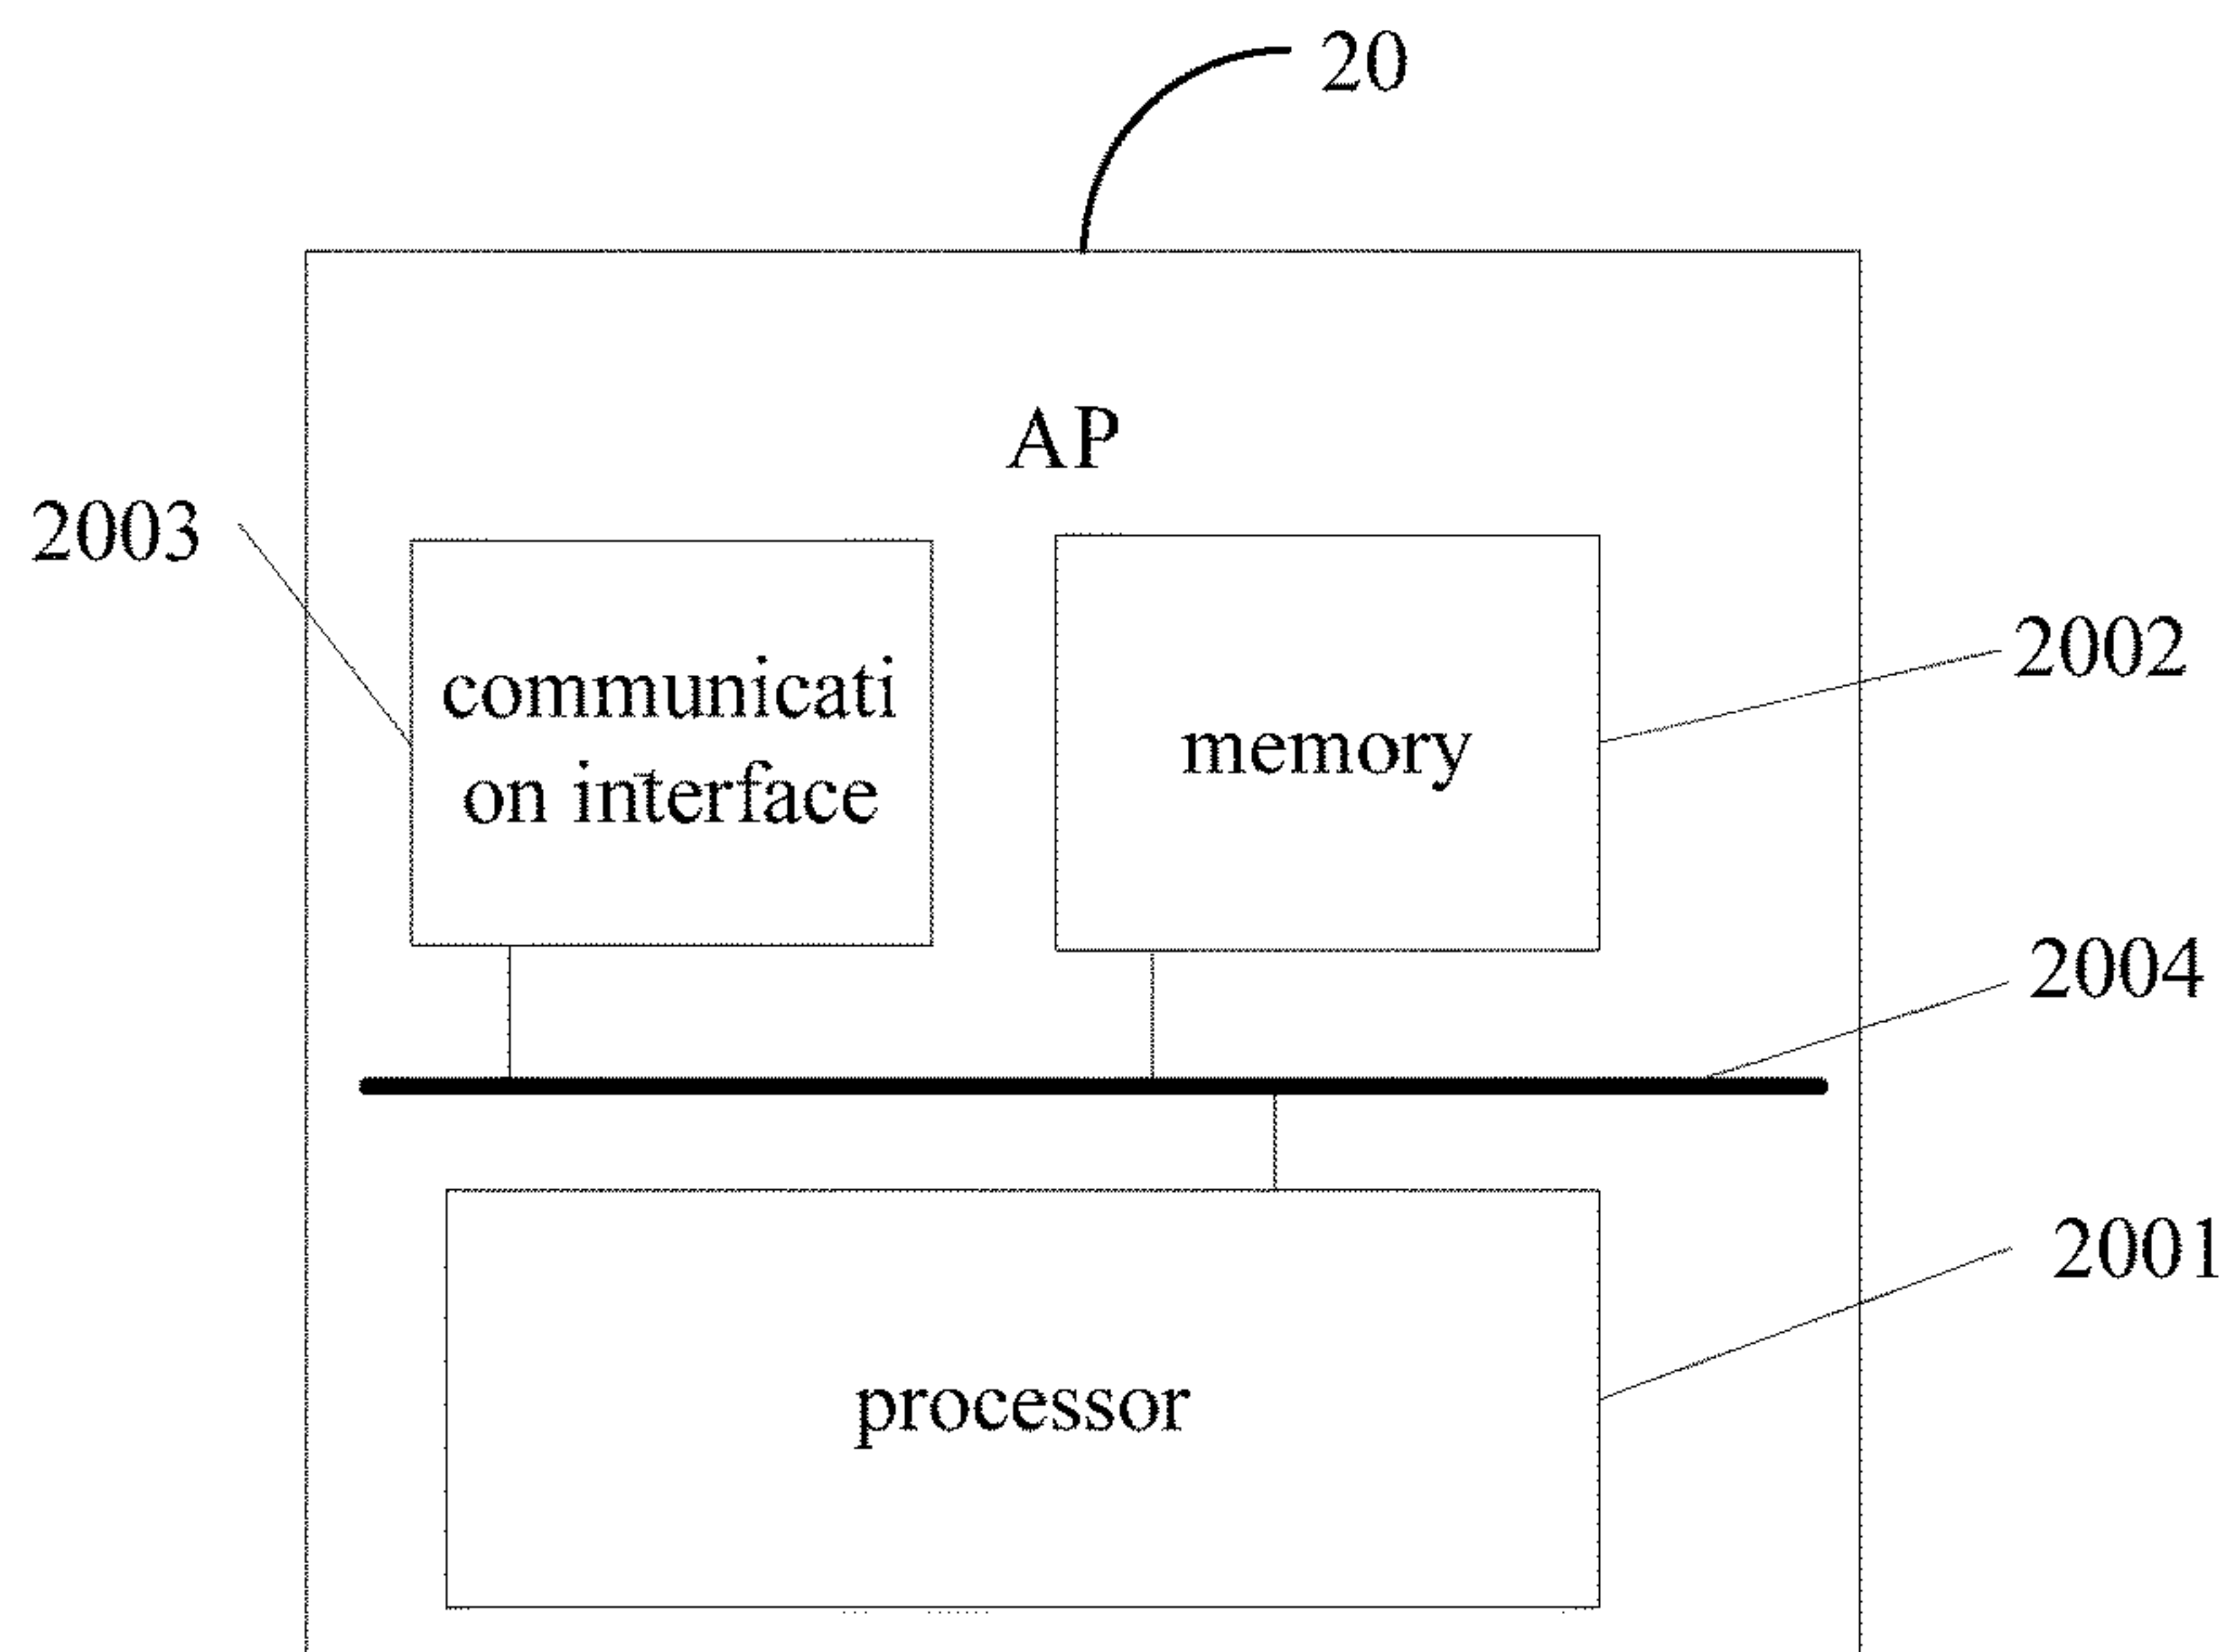 20
AP
2003
communicati
on interface
memory
2002
2004
2001
processor